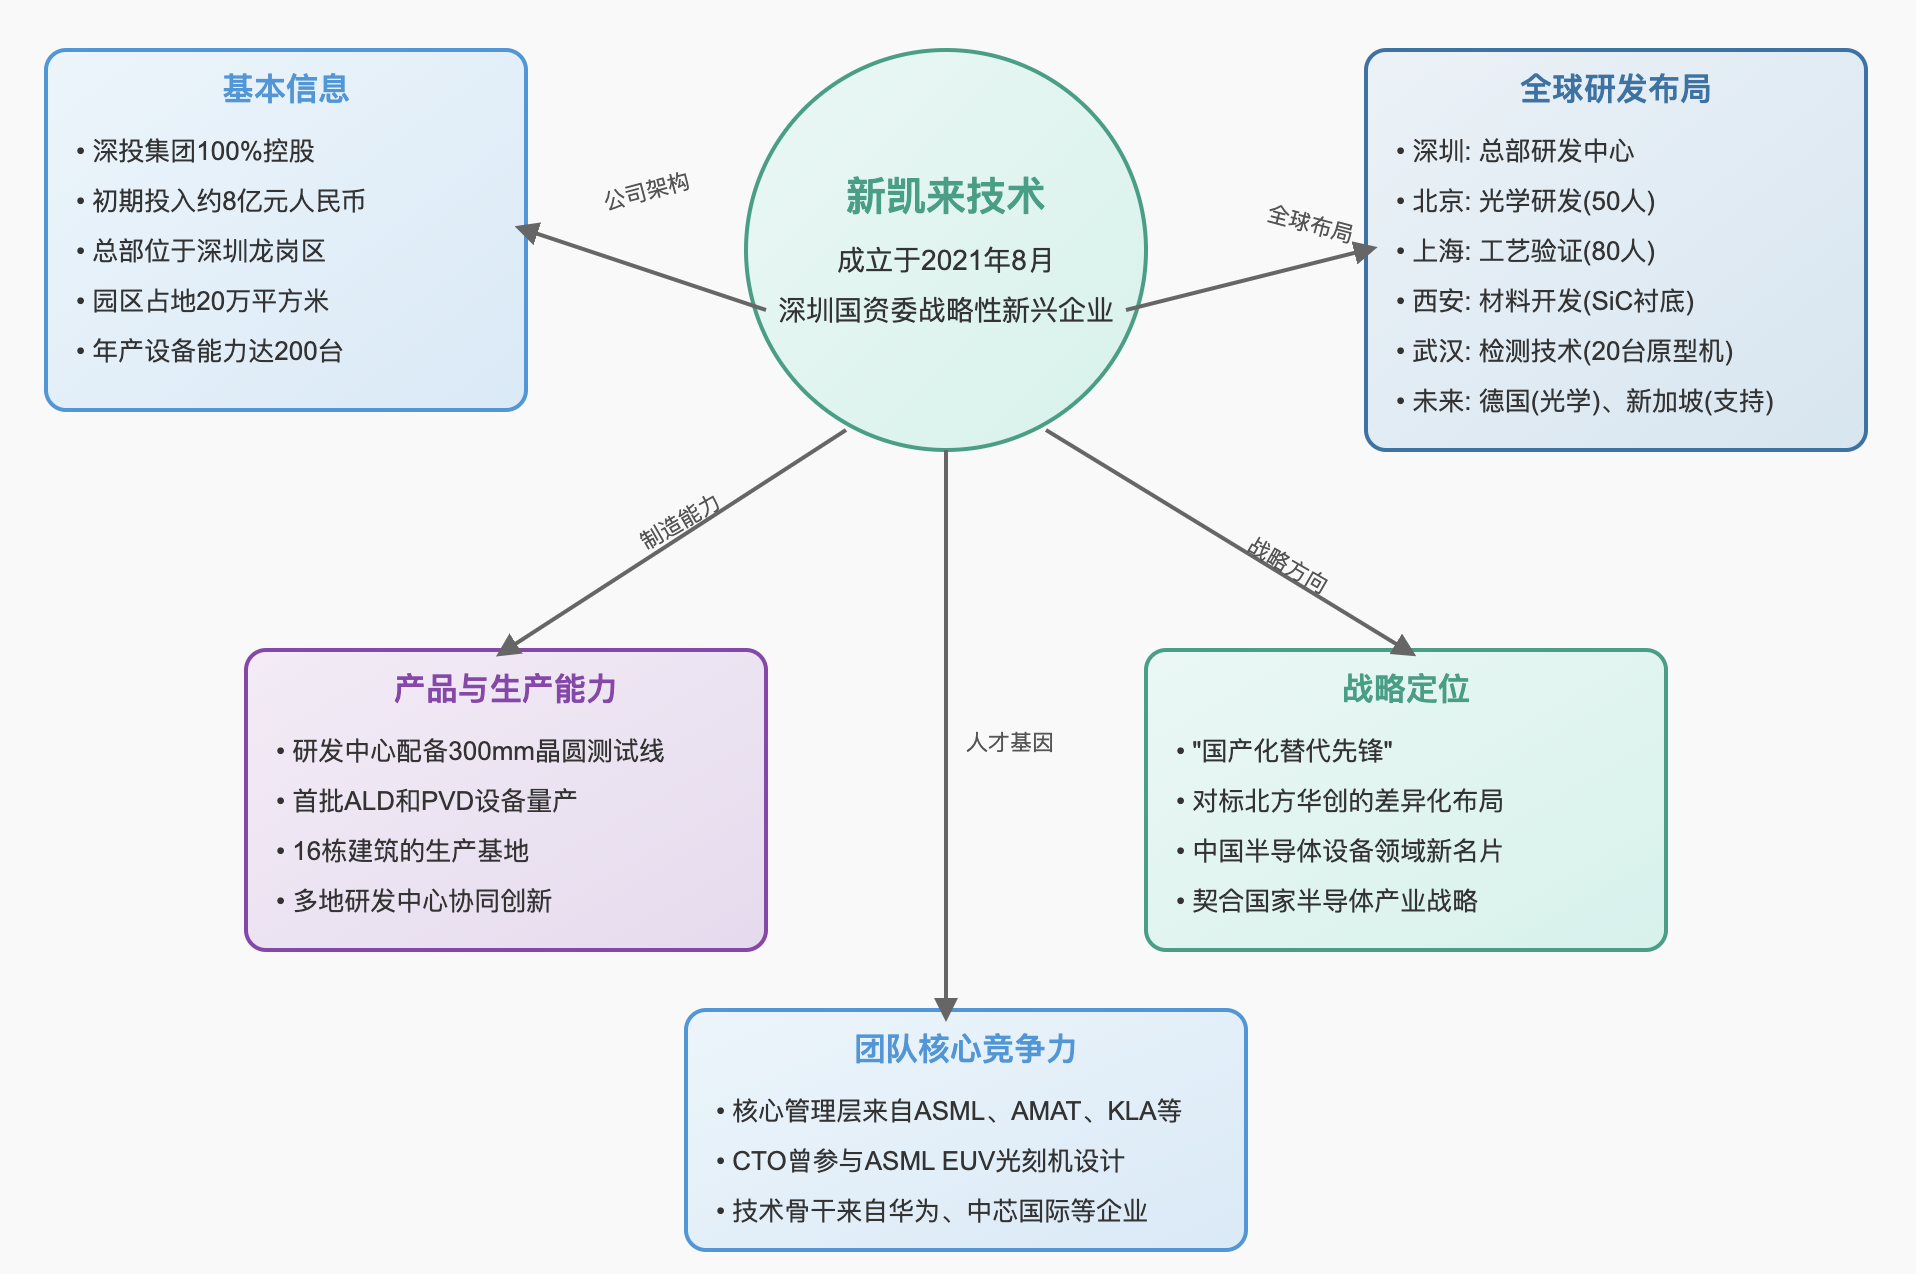 新凯来技术
成立于2021年8月
深圳国资委战略性新兴企业
公司架构
基本信息
• 深投集团100%控股
• 初期投入约8亿元人民币
• 总部位于深圳龙岗区
• 园区占地20万平方米
• 年产设备能力达200台
全球布局
全球研发布局
• 深圳: 总部研发中心
• 北京: 光学研发(50人)
• 上海: 工艺验证(80人)
• 西安: 材料开发(SiC衬底)
• 武汉: 检测技术(20台原型机)
• 未来: 德国(光学)、新加坡(支持)
制造能力
产品与生产能力
• 研发中心配备300mm晶圆测试线
• 首批ALD和PVD设备量产
• 16栋建筑的生产基地
• 多地研发中心协同创新
战略方向
战略定位
• "国产化替代先锋"
• 对标北方华创的差异化布局
• 中国半导体设备领域新名片
• 契合国家半导体产业战略
人才基因
团队核心竞争力
• 核心管理层来自ASML、AMAT、KLA等
• CTO曾参与ASML EUV光刻机设计
• 技术骨干来自华为、中芯国际等企业